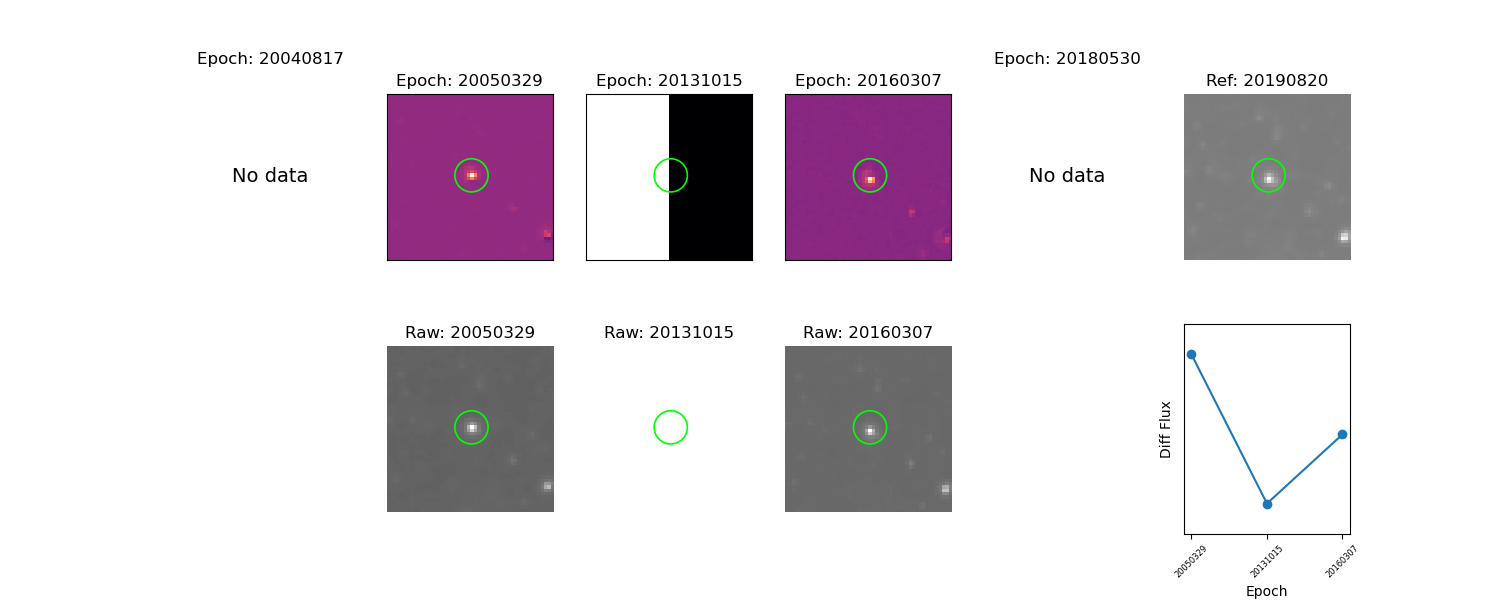 Epoch: 20040817
Epoch: 20050329
Epoch: 20131015
Epoch: 20160307
Epoch: 20180530
Ref: 20190820
No data
No data
Raw: 20050329
Raw: 20131015
Raw: 20160307
Diff Flux
20050329
20131015
20160307
Epoch